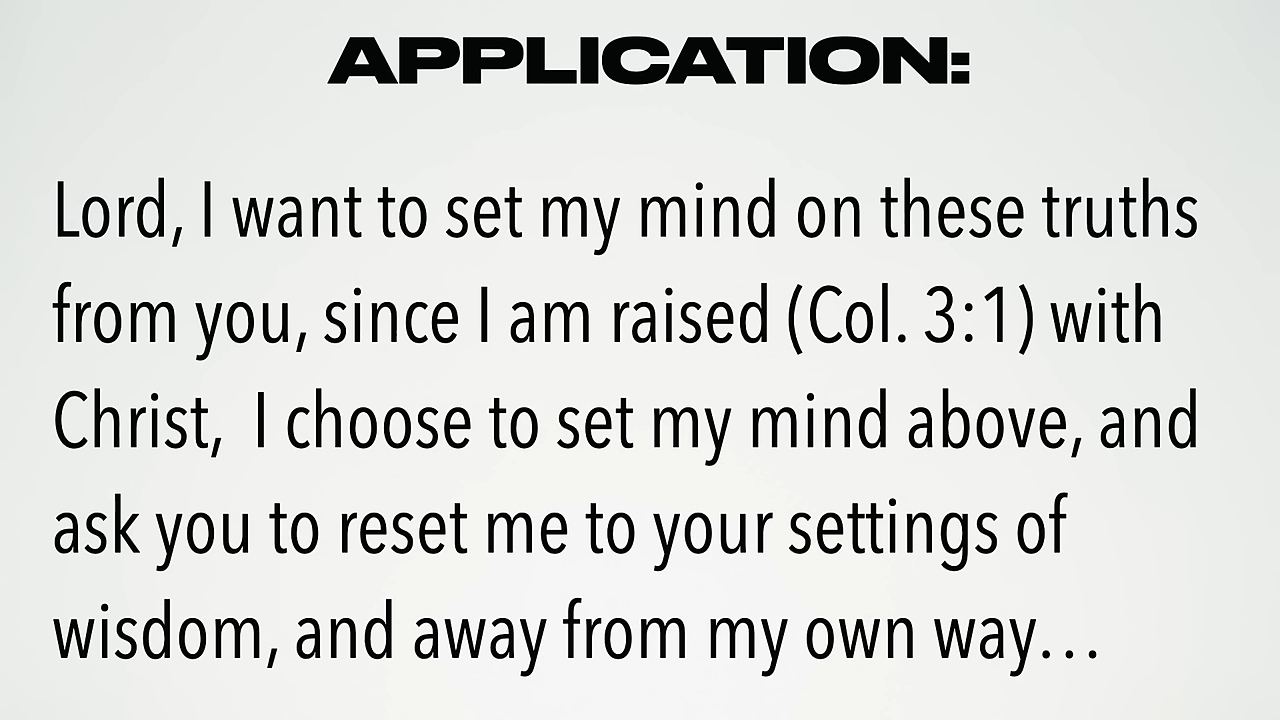 APPLICATION:
Lord, I want to set my mind on these truths
from you, since I am raised (Col. 3:1) with
Christ,  I choose to set my mind above, and
ask you to reset me to your settings of
wisdom, and away from my own way…